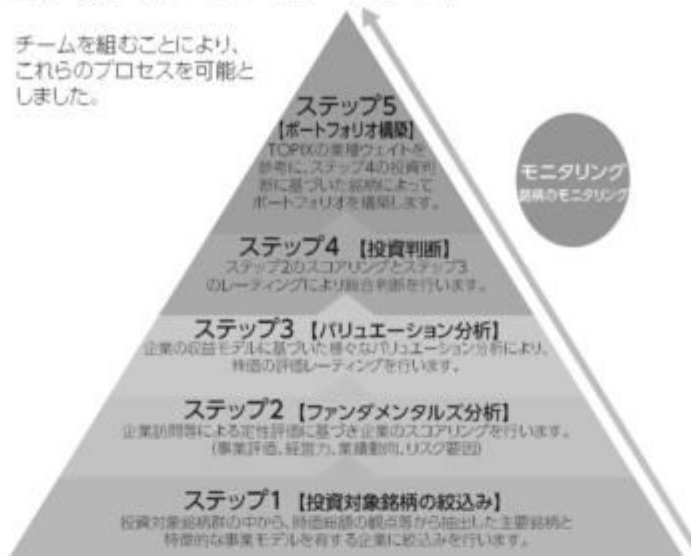 チームを組むことにより、
これらのプロセスを可能と
しました。
ステップ5
【ポートフォリオ構築】
TOPIXの業種ウェイトを
参考に、ステップ4の投資判
断に基づいた銘柄によって
ポートフォリオを構築します。
モニタリング
銘柄のモニタリング
ステップ4 【投資判断】
ステップ2のスコアリングとステップ3
のレーティングにより総合判断を行います。
ステップ3 【バリュエーション分析】
企業の収益モデルに基づいた様々なバリュエーション分析により、
株価の評価レーティングを行います。
ステップ2 【ファンダメンタルズ分析】
企業訪問等による定性評価に基づき企業のスコアリングを行います。
(事業評価、経営力、業績動向、リスク要因)
ステップ1 【投資対象銘柄の絞込み】
投資対象銘柄群の中から、時価総額の観点等から抽出した主要銘柄と
特徴的な事業モデルを有する企業に絞込みを行います。